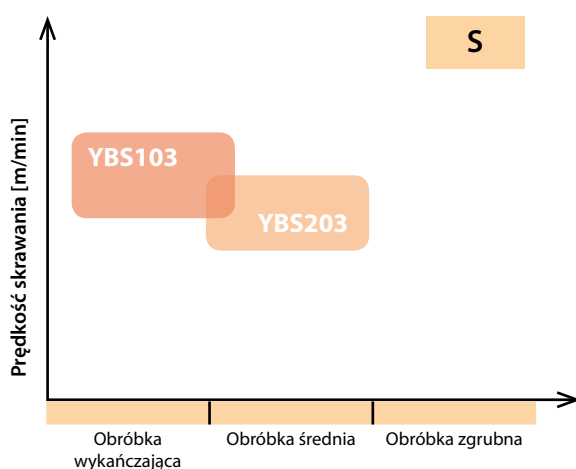 S
Prędkość skrawania [m/min]
YBS103
YBS203
Obróbka
wykańczająca
Obróbka średnia
Obróbka zgrubna